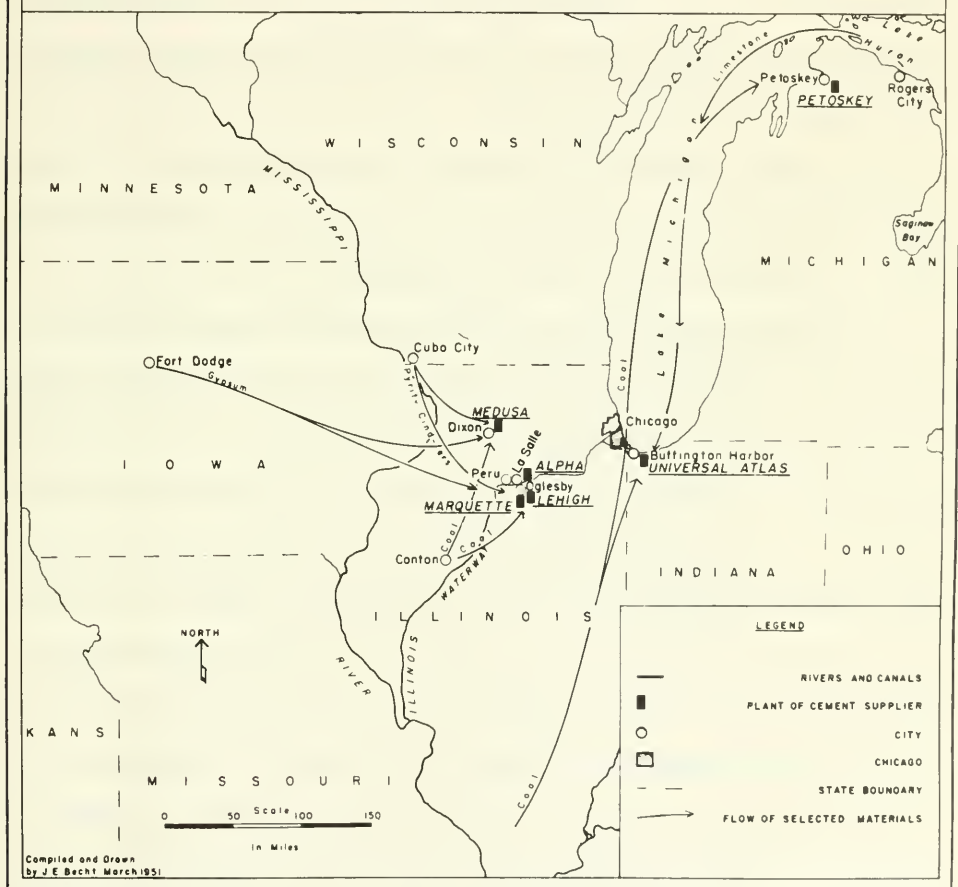 Lake
Huron
Limestone
Petoskey
PETOSKEY
Rogers
City
WISCONSIN
MINNESOTA
MISSISSIPPI
Lake Michigan
Saginaw
Bay
MICHIGAN
Cubo City
Fort Dodge
Gypsum
Pyrite Cinders
Coal
Chicago
MEDUSA
Dixon
La Salle
Peru
ALPHA
Oglesby
LEHIGH
MARQUETTE
Buffington Harbor
UNIVERSAL ATLAS
IOWA
Coal
Coal
Canton
WATERWAY
OHIO
INDIANA
ILLINOIS
NORTH
RIVER
ILLINOIS
KANS
MISSOURI
Coal
Scale
0 50 100 150
In Miles
LEGEND
RIVERS AND CANALS
PLANT OF CEMENT SUPPLIER
CITY
CHICAGO
STATE BOUNDARY
FLOW OF SELECTED MATERIALS
Compiled and Drawn
by J E Becht March 1951